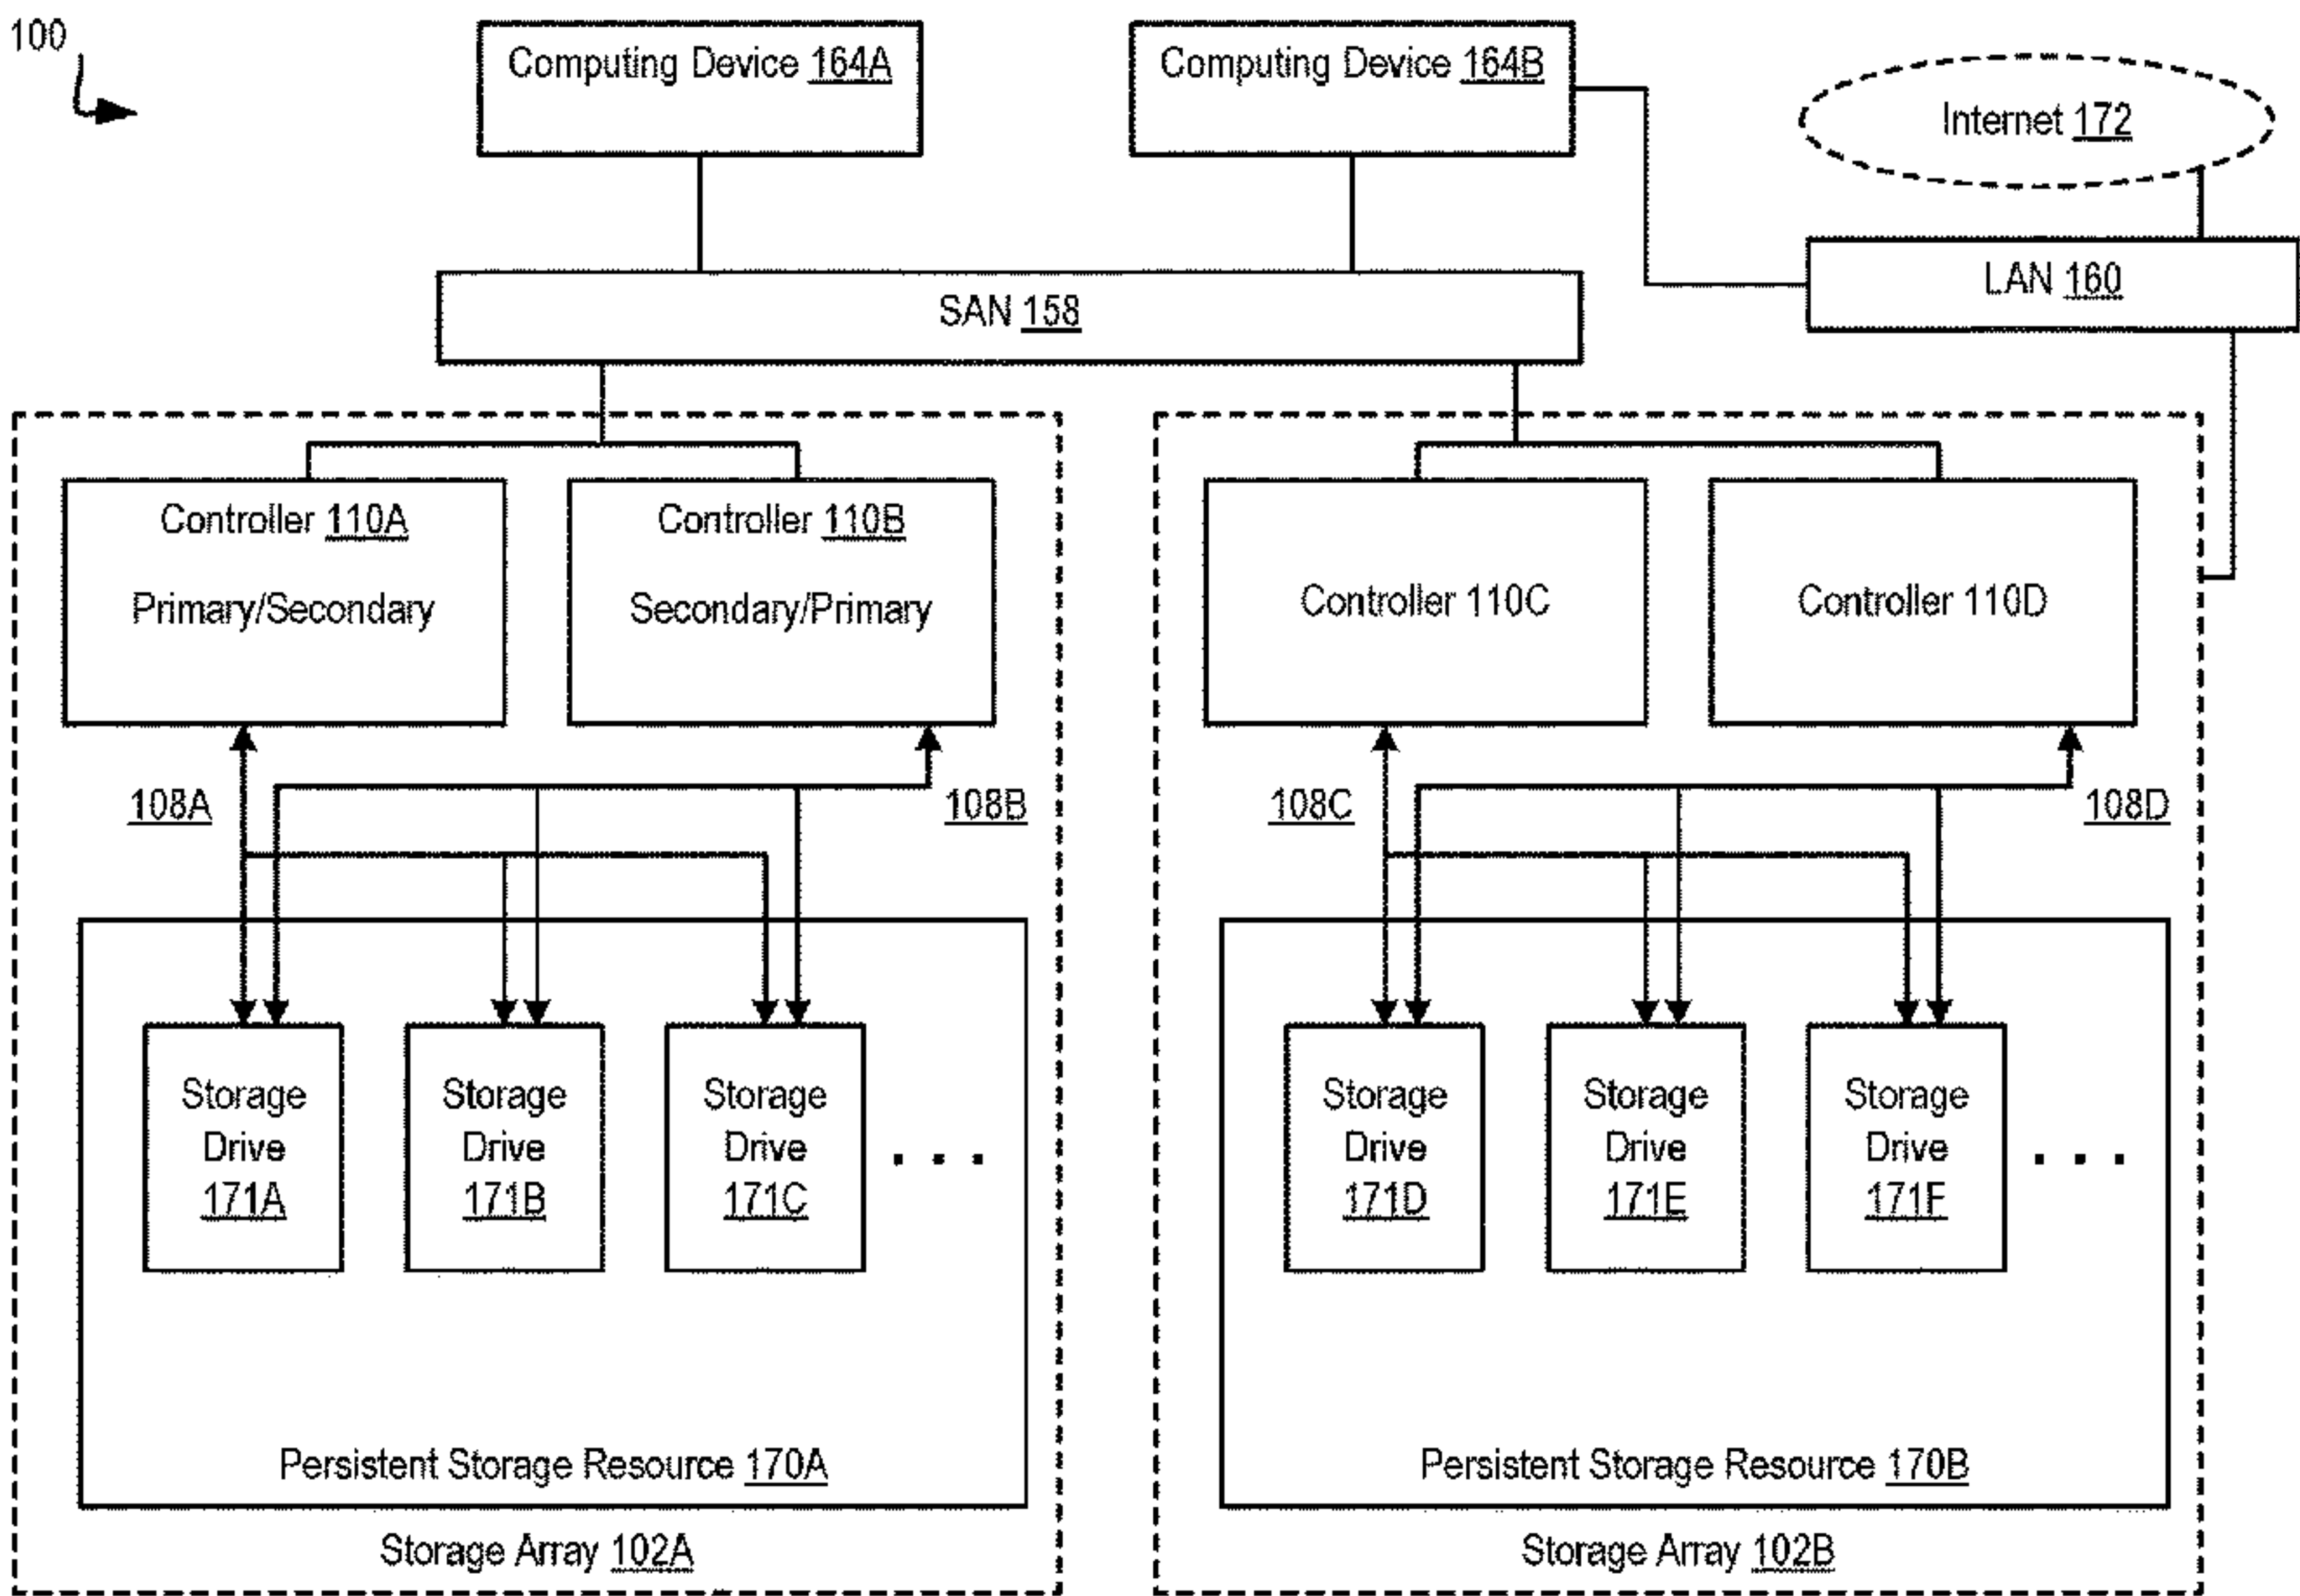 100
Computing Device 164A
Computing Device 164B
Internet 172
LAN 160
SAN 158
Controller 110A
Primary/Secondary
Controller 110B
Secondary/Primary
Controller 110C
Controller 110D
108A
108B
108C
108D
Storage
Drive
171A
Storage
Drive
171B
Storage
Drive
171C
. . .
Storage
Drive
171D
Storage
Drive
171E
Storage
Drive
171F
. . .
Persistent Storage Resource 170A
Persistent Storage Resource 170B
Storage Array 102A
Storage Array 102B